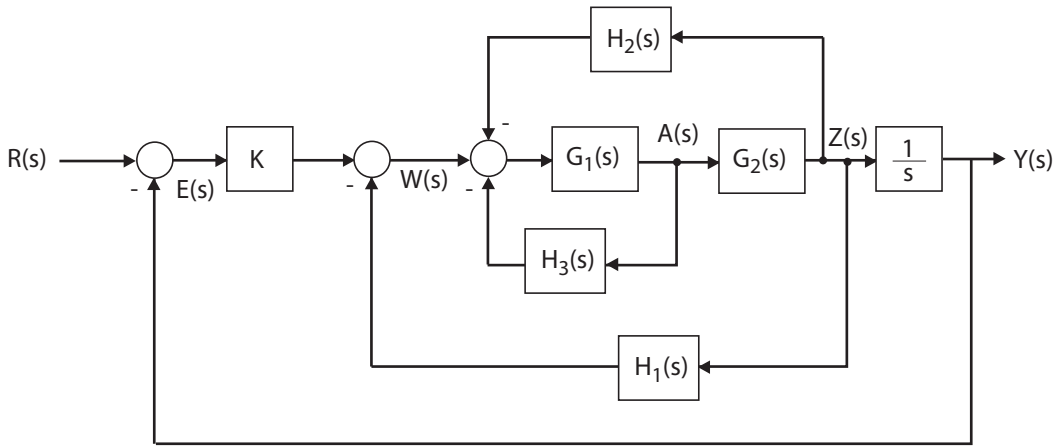 H₂(s)
-
R(s)
-
E(s)
K
-
W(s)
-
G₁(s)
A(s)
G₂(s)
Z(s)
1
s
Y(s)
H₃(s)
H₁(s)